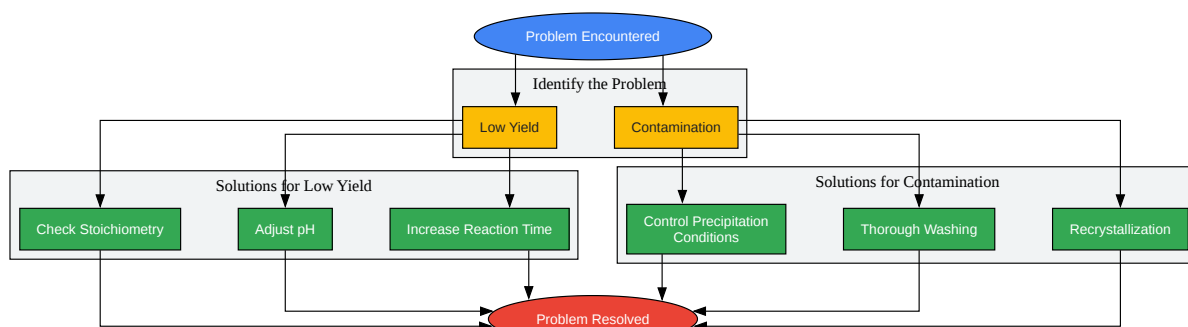 Problem Encountered
Identify the Problem
Low Yield
Contamination
Solutions for Low Yield
Solutions for Contamination
Check Stoichiometry
Adjust pH
Increase Reaction Time
Control Precipitation
Conditions
Thorough Washing
Recrystallization
Problem Resolved